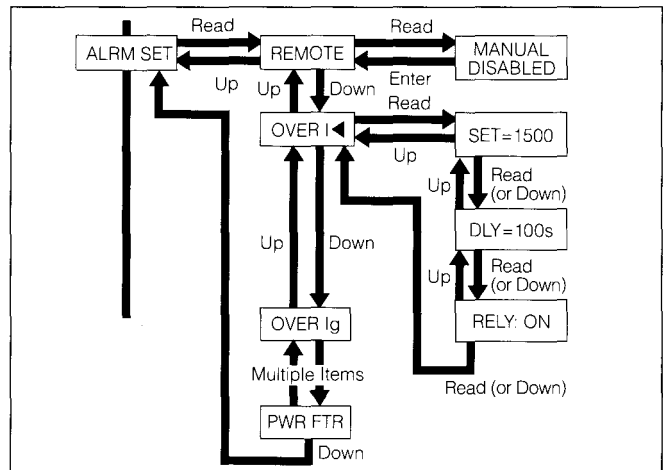 Read
Read
ALRM SET
REMOTE
MANUAL
DISABLED
Up
Up
Down
Enter
Read
OVER I◄
SET=1500
Up
Up
Read
(or Down)
DLY=100s
Up
Down
Up
Read
(or Down)
OVER Ig
RELY: ON
Multiple Items
Read (or Down)
PWR FTR
Down